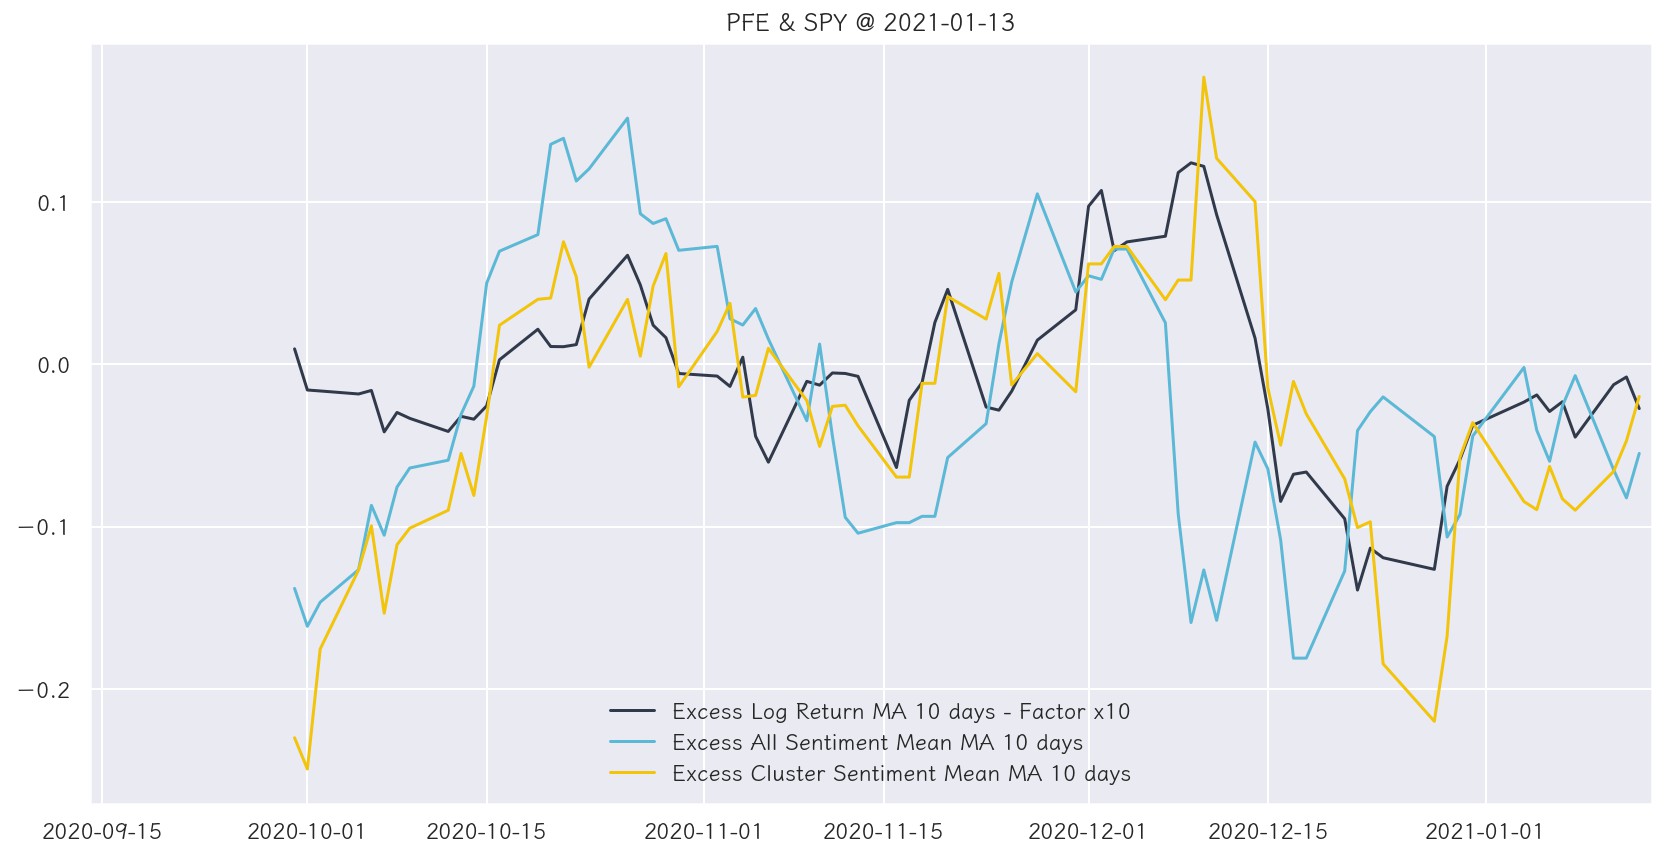 PFE & SPY @ 2021-01-13
0.1
0.0
−0.1
−0.2
Excess Log Return MA 10 days - Factor x10
Excess All Sentiment Mean MA 10 days
Excess Cluster Sentiment Mean MA 10 days
2020-09-15 2020-10-01 2020-10-15 2020-11-01 2020-11-15 2020-12-01 2020-12-15 2021-01-01